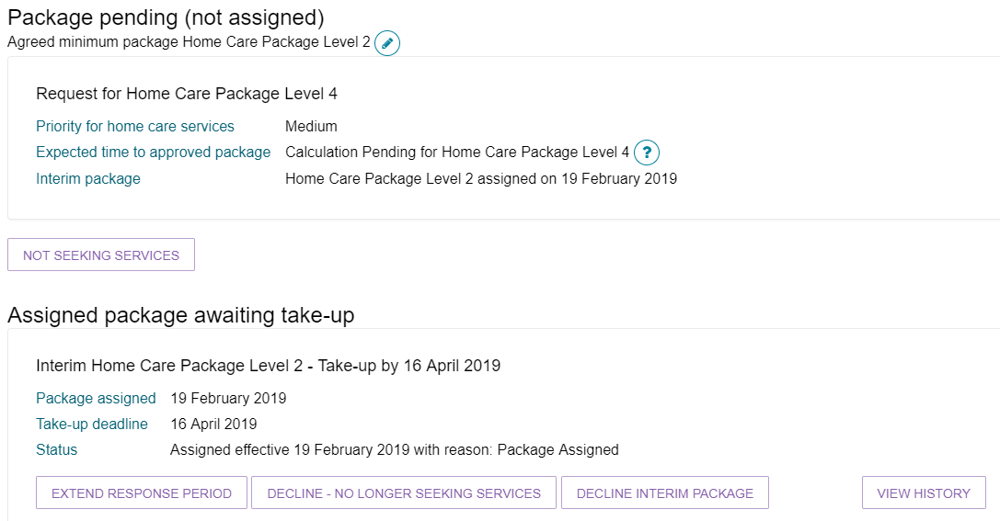 Package pending (not assigned)
Agreed minimum package Home Care Package Level 2
Request for Home Care Package Level 4
Priority for home care services Medium
Expected time to approved package Calculation Pending for Home Care Package Level 4 ?
Interim package Home Care Package Level 2 assigned on 19 February 2019
NOT SEEKING SERVICES
Assigned package awaiting take-up
Interim Home Care Package Level 2 - Take-up by 16 April 2019
Package assigned 19 February 2019
Take-up deadline 16 April 2019
Status Assigned effective 19 February 2019 with reason: Package Assigned
EXTEND RESPONSE PERIOD DECLINE - NO LONGER SEEKING SERVICES DECLINE INTERIM PACKAGE VIEW HISTORY